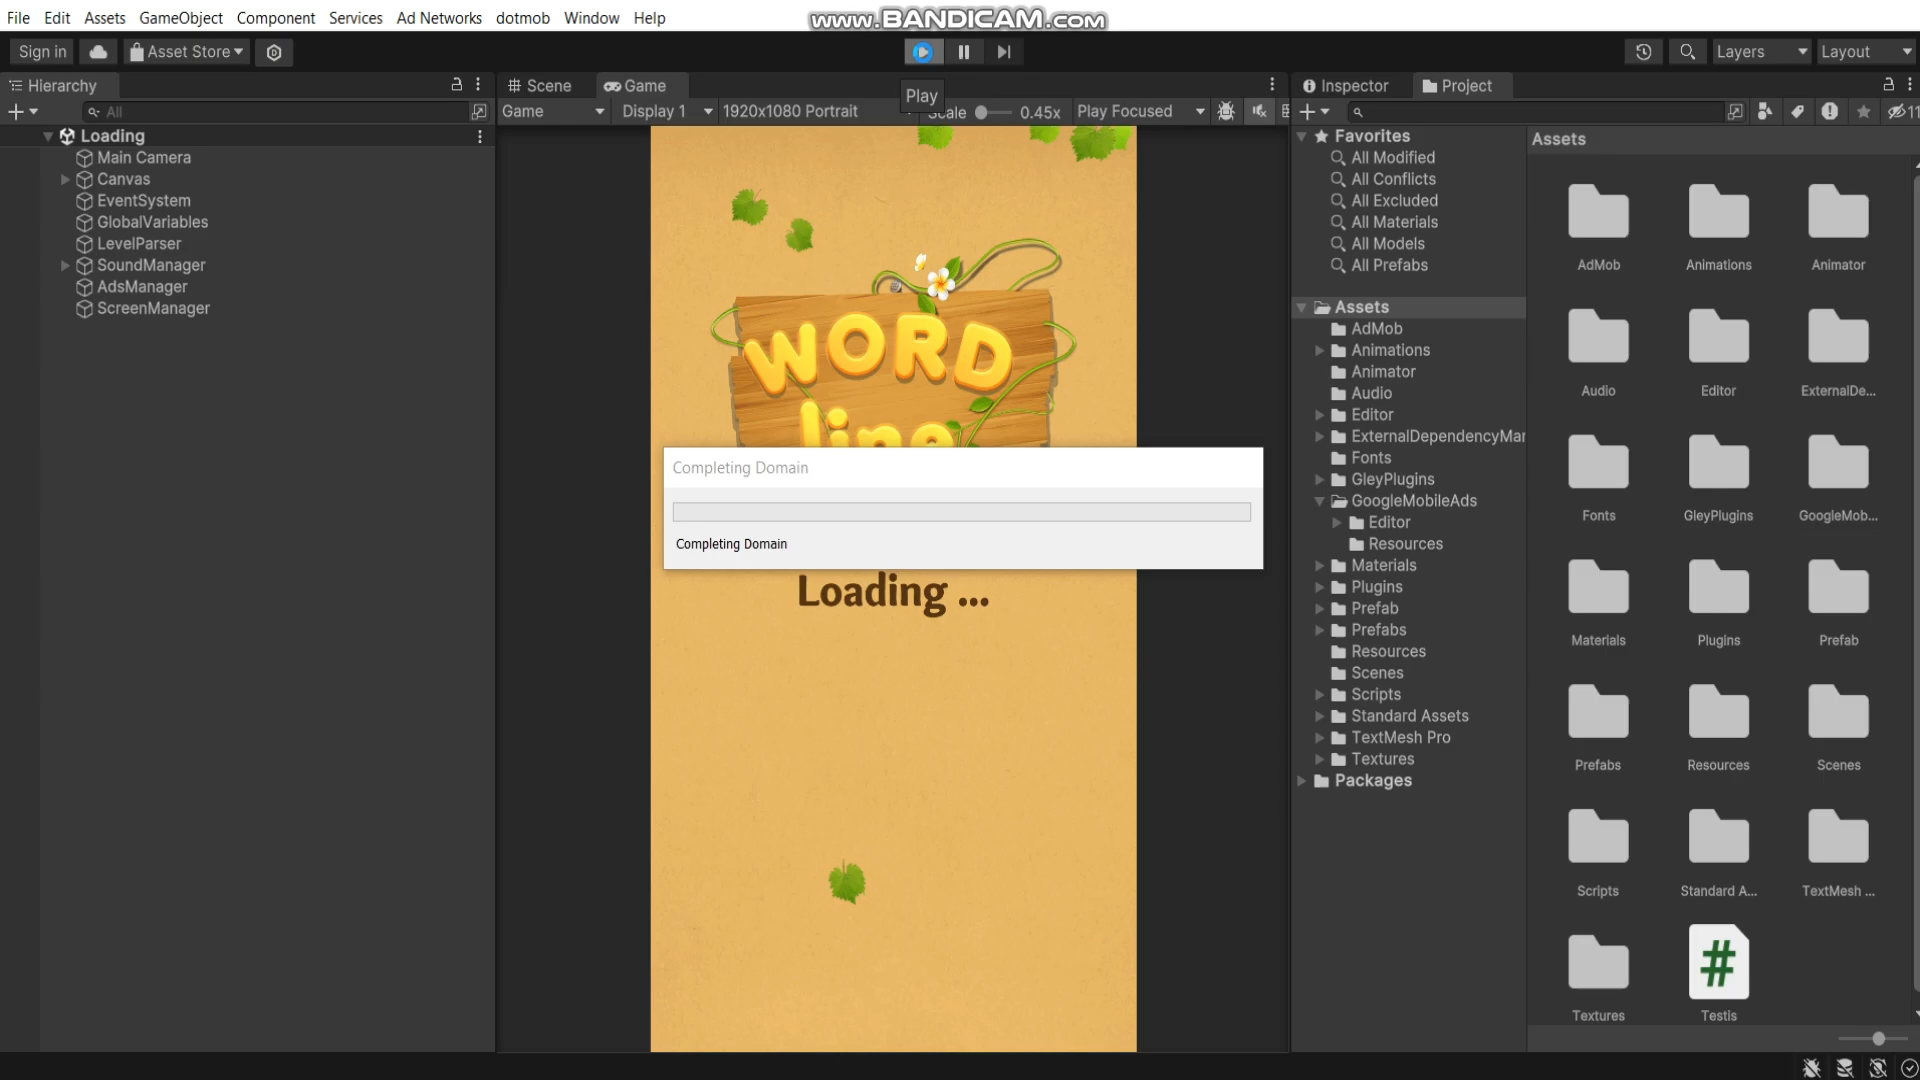 File Edit Assets GameObject Component Services Ad Networks dotmob Window Help
www.BANDICAM.com
Sign in Asset Store Layers Layout
Hierarchy
Scene Game
Play
Inspector Project
All
Game Display 1 1920x1080 Portrait Scale 0.45x Play Focused
11
Loading
Main Camera
Canvas
EventSystem
GlobalVariables
LevelParser
SoundManager
AdsManager
ScreenManager
WORD
line
Completing Domain
Completing Domain
Loading ...
Favorites
All Modified
All Conflicts
All Excluded
All Materials
All Models
All Prefabs
Assets
AdMob
Animations
Animator
Audio
Editor
ExternalDependencyMar
Fonts
GleyPlugins
GoogleMobileAds
Editor
Resources
Materials
Plugins
Prefab
Prefabs
Resources
Scenes
Scripts
Standard Assets
TextMesh Pro
Textures
Packages
Assets
AdMob Animations Animator
Audio Editor ExternalDe...
Fonts GleyPlugins GoogleMob...
Materials Plugins Prefab
Prefabs Resources Scenes
Scripts Standard A... TextMesh ...
Textures Testis